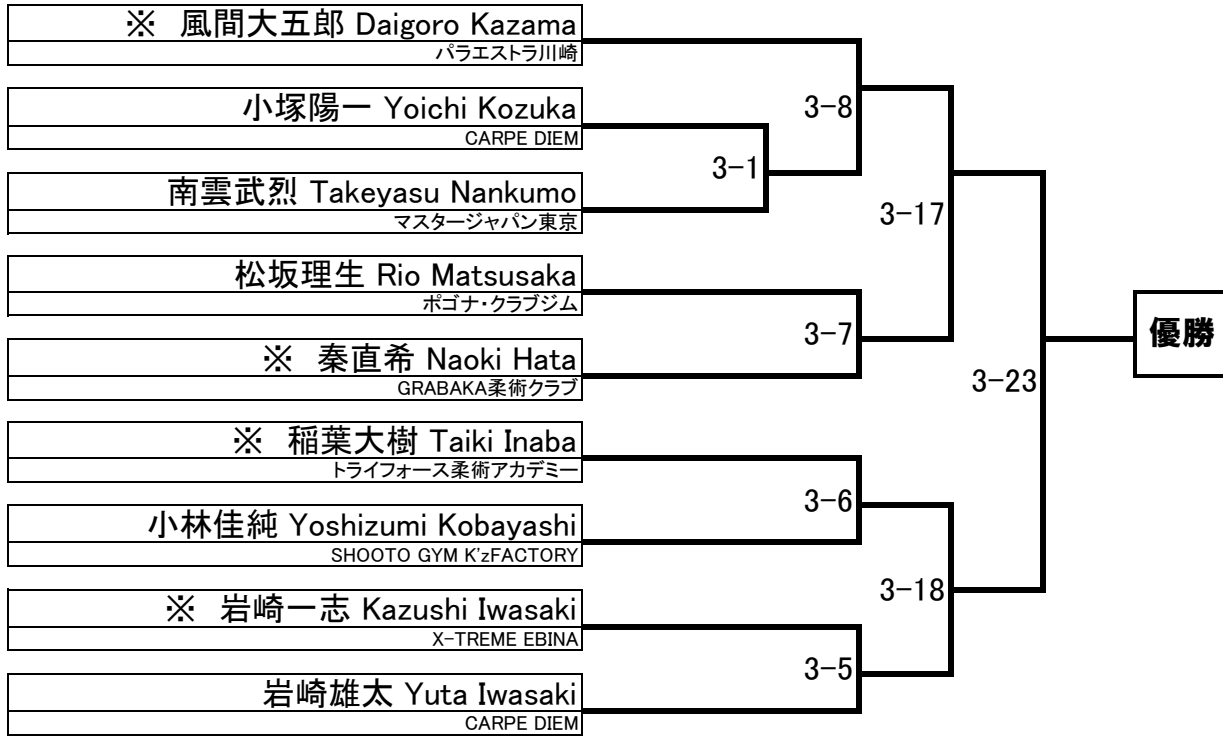 ※ 風間大五郎 Daigoro Kazama
パラエストラ川崎
小塚陽一 Yoichi Kozuka
CARPE DIEM
南雲武烈 Takeyasu Nankumo
マスタージャパン東京
松坂理生 Rio Matsusaka
ポゴナ・クラブジム
※ 秦直希 Naoki Hata
GRABAKA柔術クラブ
※ 稲葉大樹 Taiki Inaba
トライフォース柔術アカデミー
小林佳純 Yoshizumi Kobayashi
SHOOTO GYM K'zFACTORY
※ 岩崎一志 Kazushi Iwasaki
X-TREME EBINA
岩崎雄太 Yuta Iwasaki
CARPE DIEM
3-1
3-8
3-7
3-6
3-5
3-17
3-18
3-23
優勝